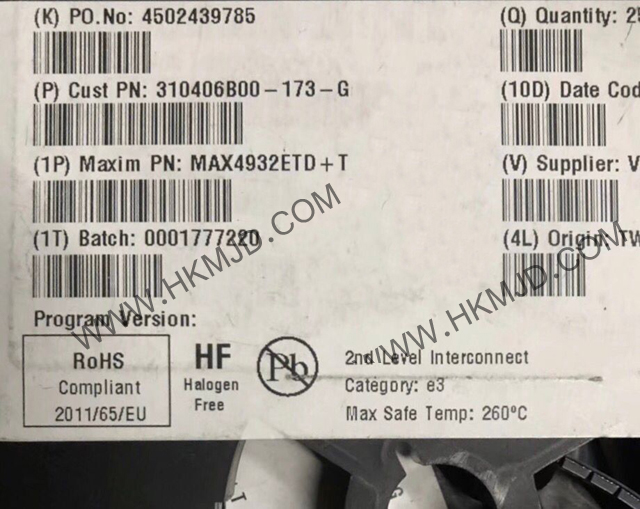 (K) PO.No: 4502439785
(Q) Quantity:
(P) Cust PN: 310406B00-173-G
(10D) Date Cod
(1P) Maxim PN: MAX4932ETD+T
(V) Supplier: V
(1T) Batch: 0001777220
(4L) Origin: TW
Program Version:
RoHS
Compliant
2011/65/EU
HF
Halogen
Free
Pb
2nd Level Interconnect
Category: e3
Max Safe Temp: 260ºC
WWW.HKMJD.COM
WWW.HKMJD.COM
T
G